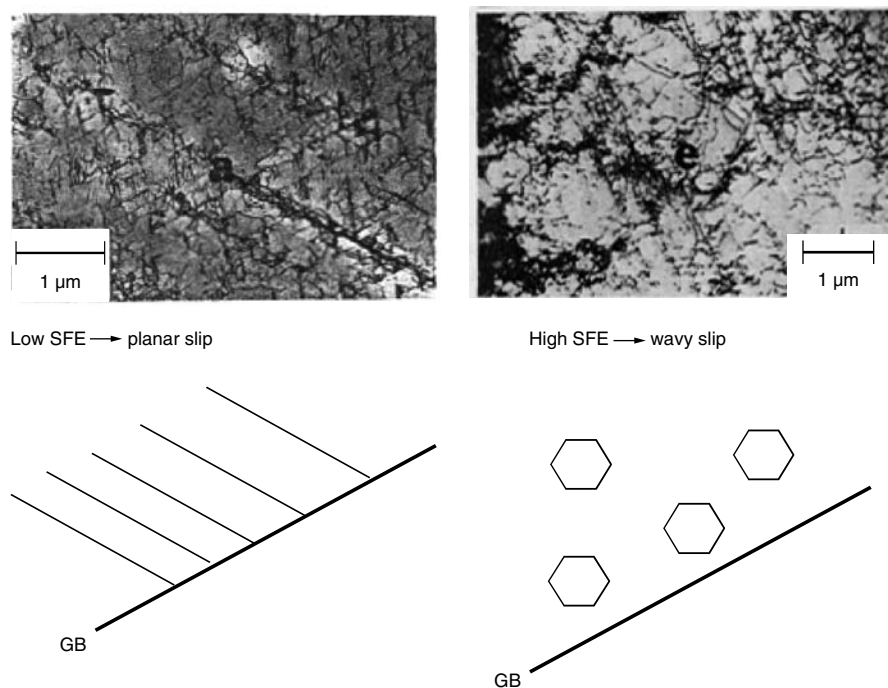 1 µm
1 µm
Low SFE → planar slip
High SFE → wavy slip
GB
GB